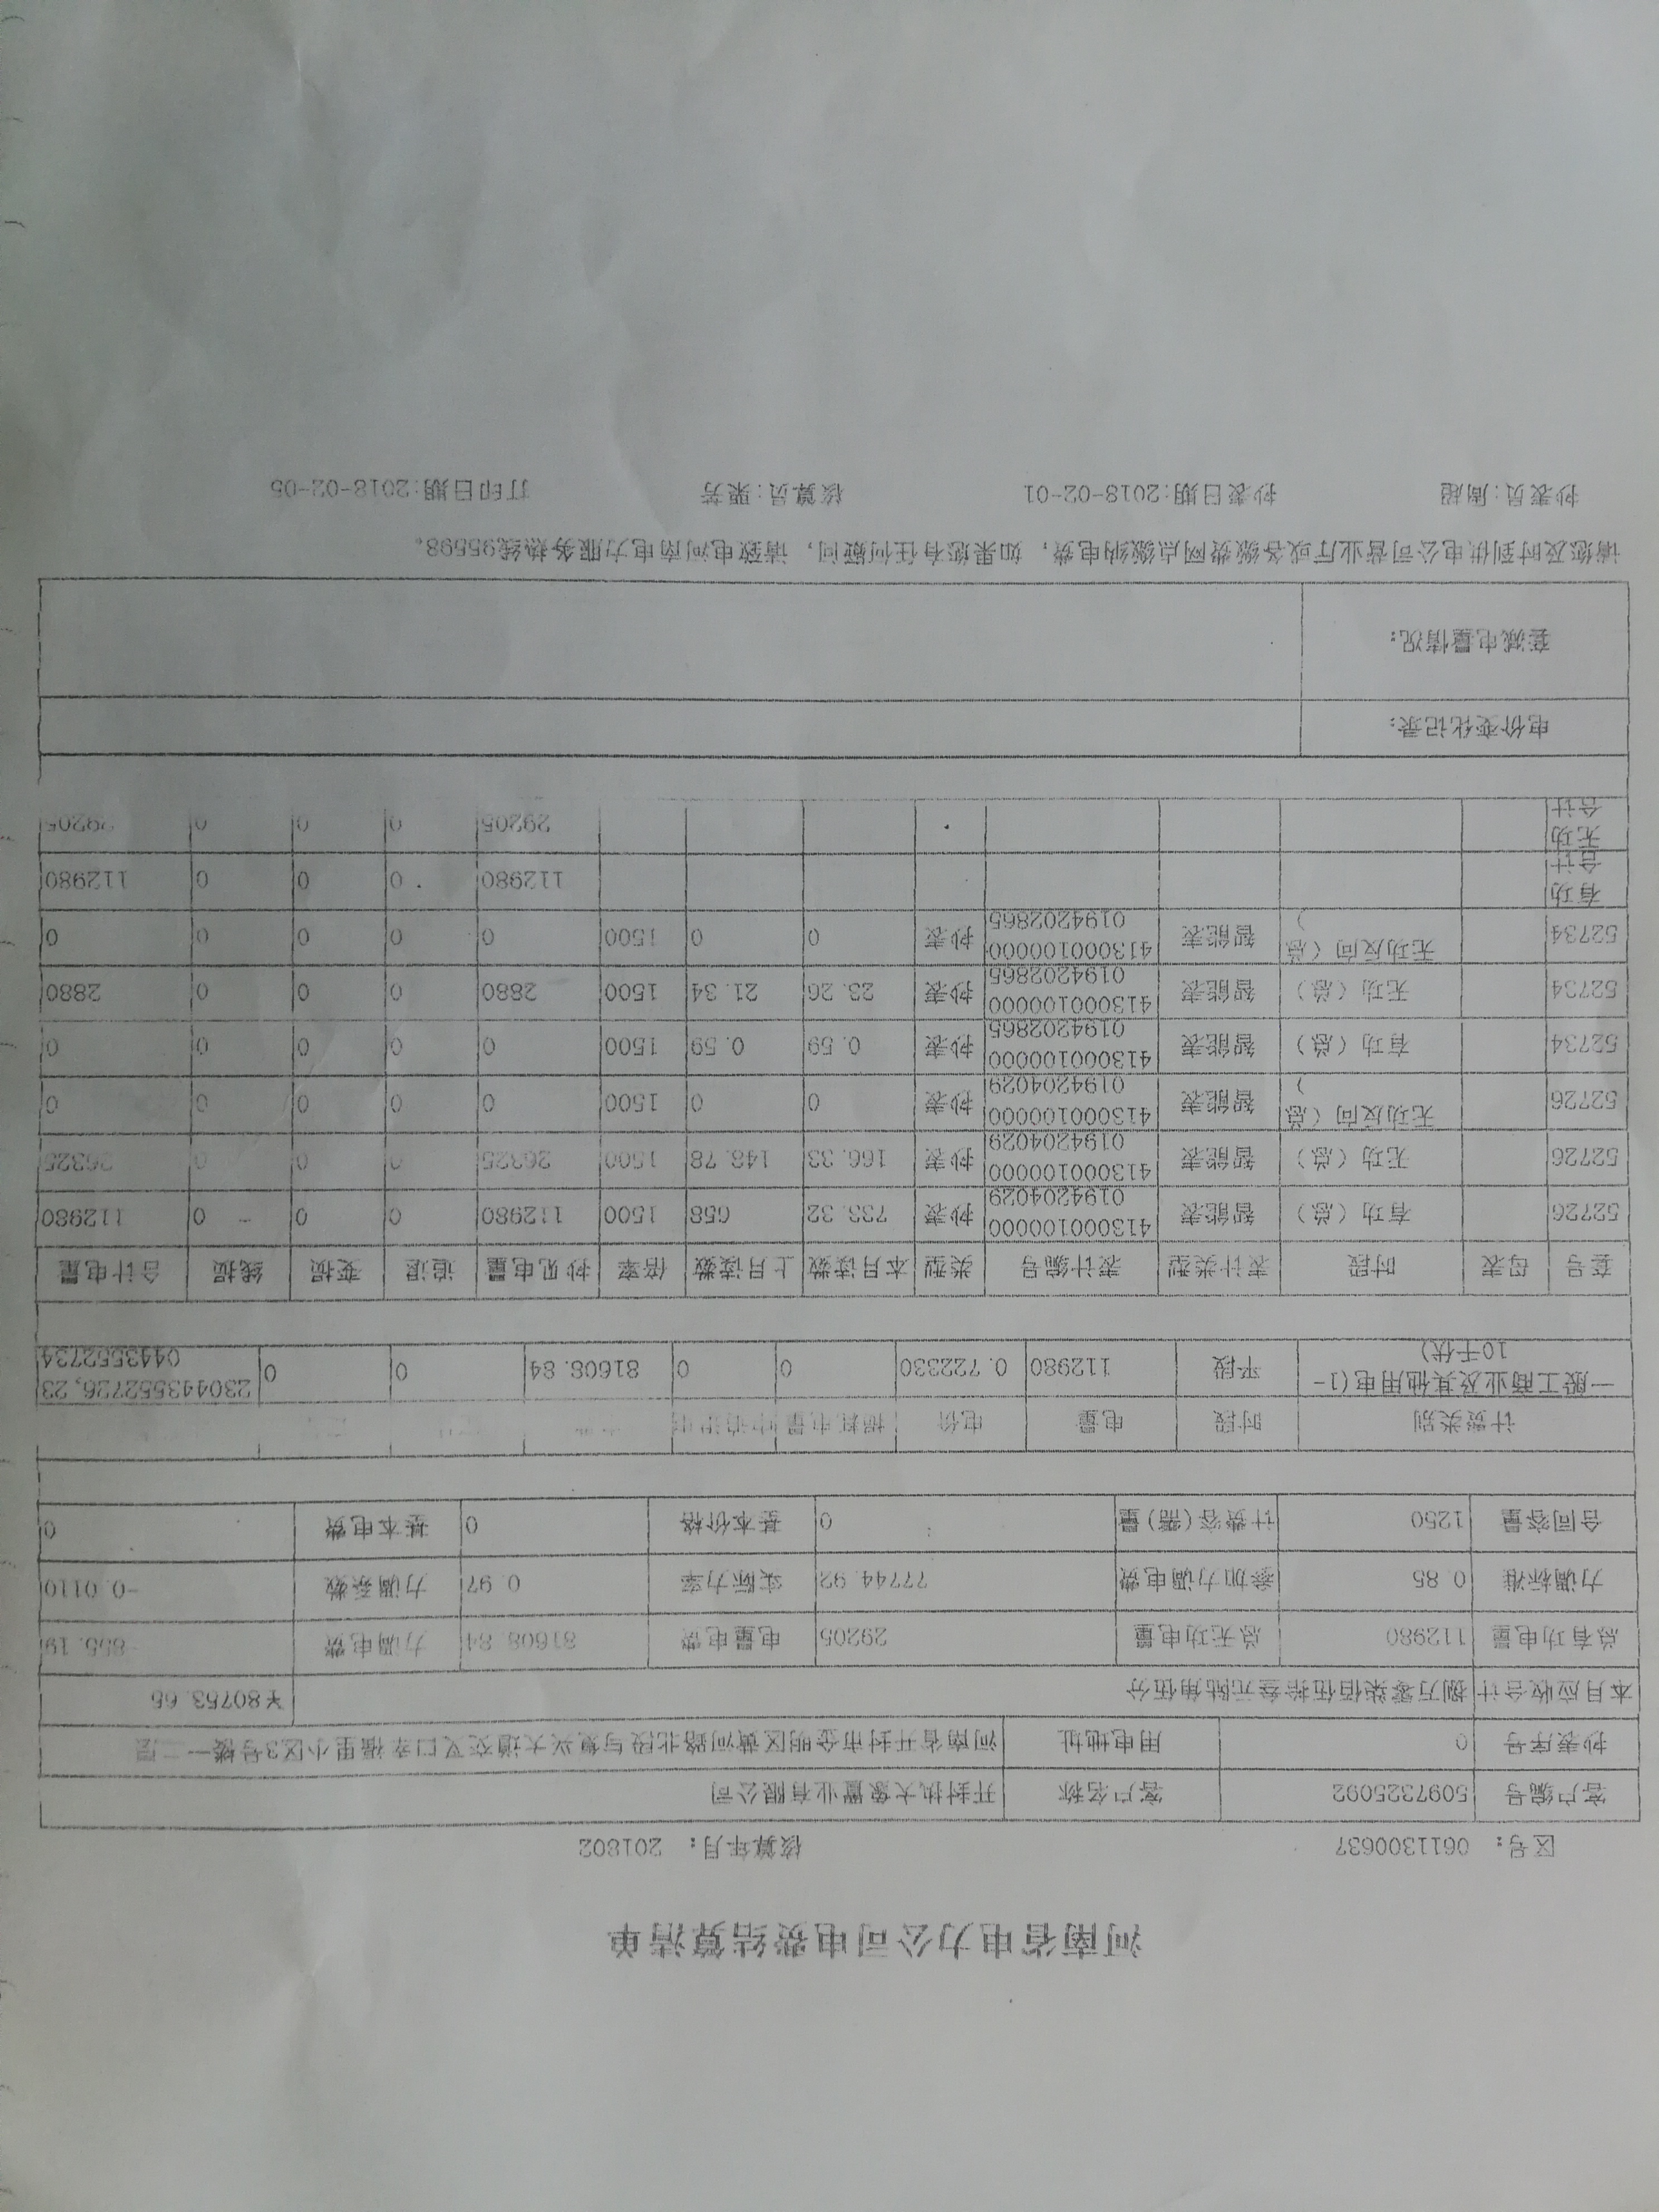 河南省电力公司电费结算清单
区号： 0611300637 核算年月： 201802
客户编号 5097325092 客户名称 开封执大象置业有限公司
抄表序号 0 用电地址 河南省开封市金明区黄河路北段与复兴大道交叉口幸福里小区3号楼一二层
本月应收合计 捌万零柒佰伍拾叁元陆角伍分 ￥80753.65
总有功电量 112980 总无功电量 29205 电量电费 81608.84 力调电费 -855.19
力调标准 0.85 参加力调电费 77744.92 实际力率 0.97 力调系数 -0.0110
合同容量 1250 计费容(需)量 0 基本价格 0 基本电费 0
计费类别 时段 电量 电价 损耗电量
一般工商业及其他用电(1- 平段 112980 0.722330 0 0 81608.84 0 0 2304435 52726,23
10千伏) 04435 52734
套号 母表 时段 表计类型 表计编号 类型 本月读数 上月读数 倍率 抄见电量 追退 变损 线损 合计电量
52726 有功（总） 智能表 4130001000000194204029 抄表 733.32 658 1500 112980 0 0 0 112980
52726 无功（总） 智能表 4130001000000194204029 抄表 166.33 148.78 1500 26325 0 0 0 26325
52726 无功反向（总） 智能表 4130001000000194204029 抄表 0 0 1500 0 0 0 0 0
52734 有功（总） 智能表 4130001000000194202865 抄表 0.59 0.59 1500 0 0 0 0 0
52734 无功（总） 智能表 4130001000000194202865 抄表 23.26 21.34 1500 2880 0 0 0 2880
52734 无功反向（总） 智能表 4130001000000194202865 抄表 0 0 1500 0 0 0 0 0
有功合计 112980 0 0 0 112980
无功合计 29205 0 0 0 29205
电价变化记录：
套减电量情况：
请您及时到供电公司营业厅或各缴费网点缴纳电费，如果您有任何疑问，请致电河南电力服务热线95598。
抄表员：周超 抄表日期：2018-02-01 核算员：栗芳 打印日期：2018-02-05